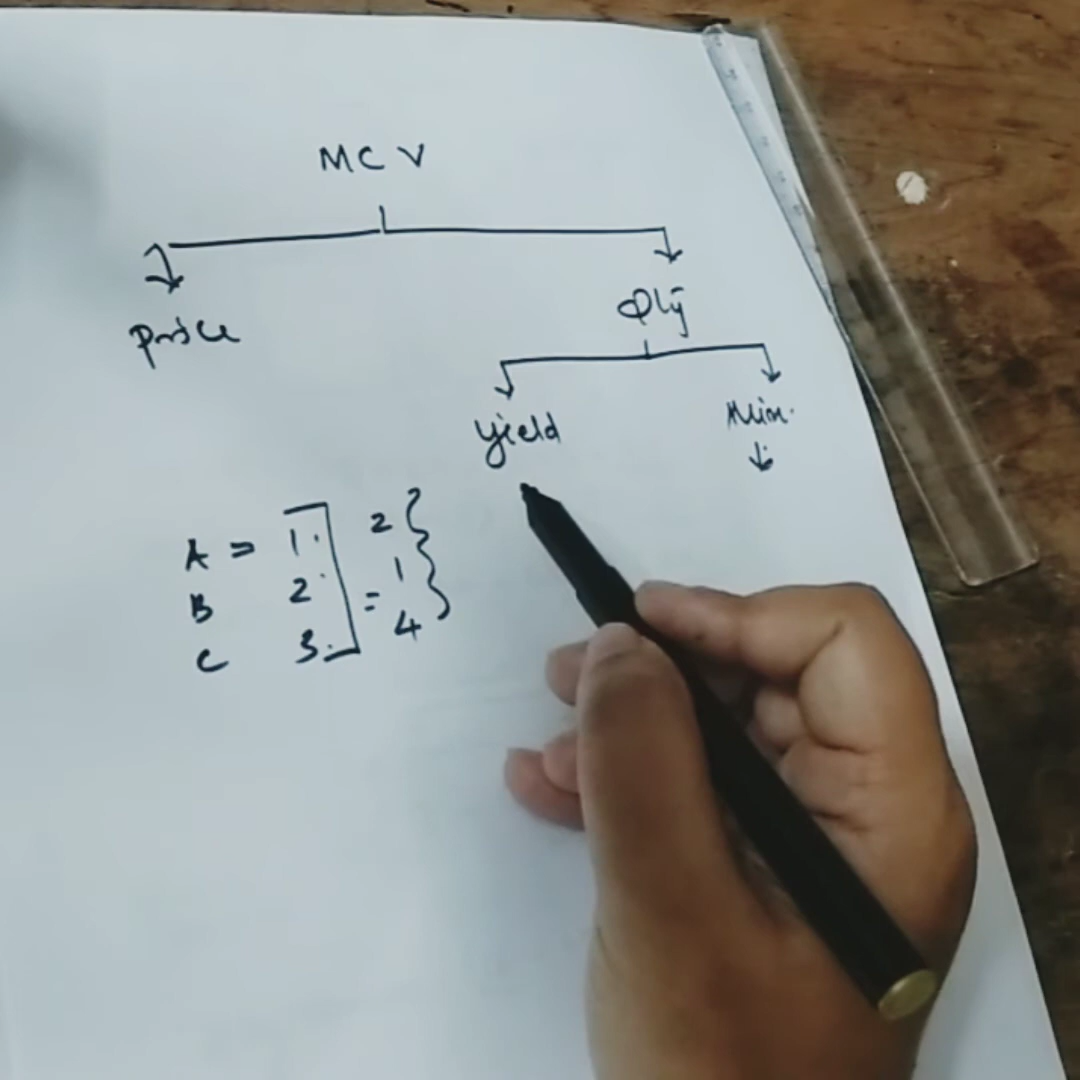 MCV
Price
Qty
Yield
Mix.
A = 1. 2
B 2. = 1
C 3. 4